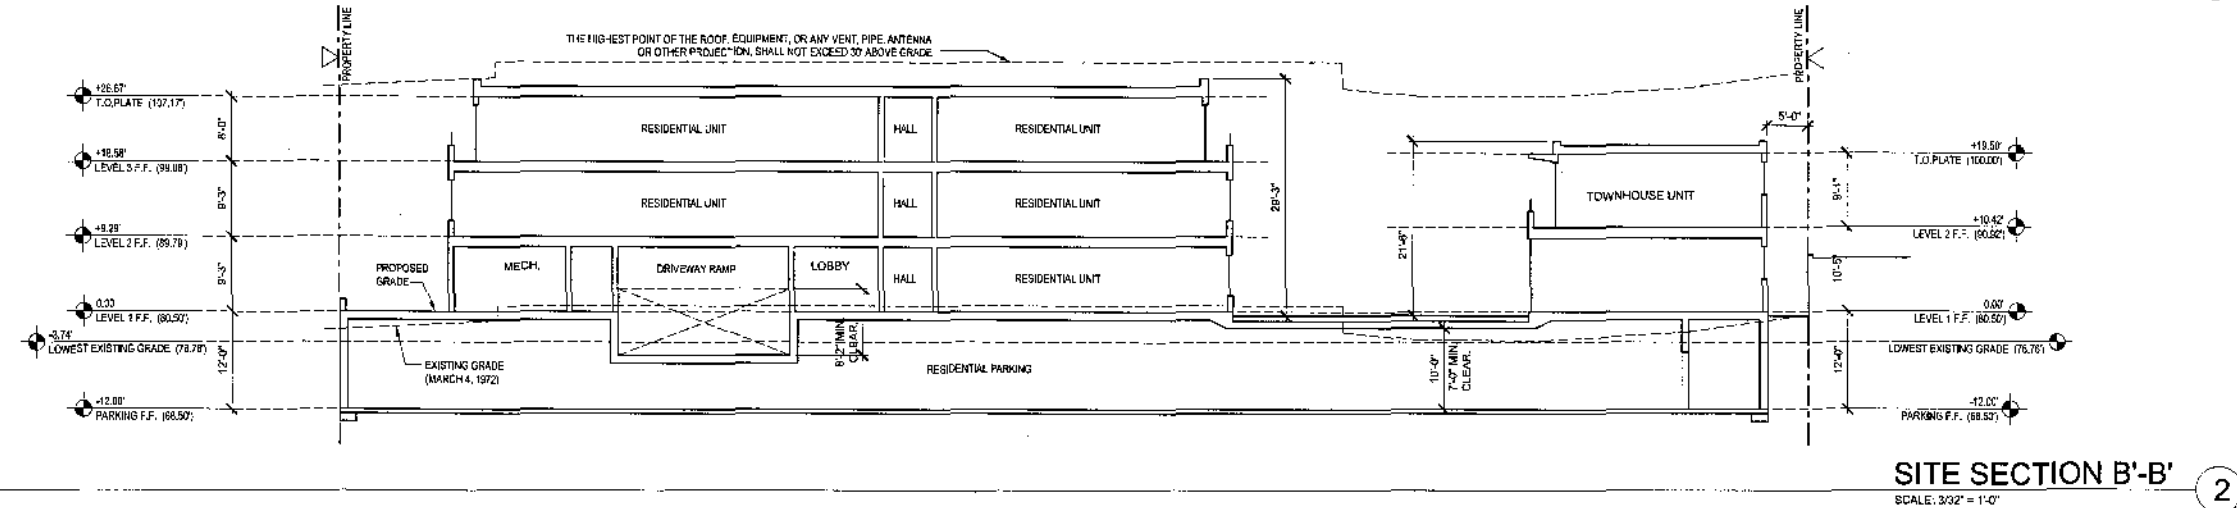 PROPERTY LINE
THE HIGHEST POINT OF THE ROOF, EQUIPMENT, OR ANY VENT, PIPE, ANTENNA
OR OTHER PROJECTION, SHALL NOT EXCEED 30' ABOVE GRADE
PROPERTY LINE
+26.67'
T.O.PLATE (107.17')
8'-0"
RESIDENTIAL UNIT
HALL
RESIDENTIAL UNIT
5'-0"
+18.58'
LEVEL 3 F.F. (99.08')
+19.50'
T.O.PLATE (100.00')
9'-3"
RESIDENTIAL UNIT
HALL
RESIDENTIAL UNIT
29'-3"
TOWNHOUSE UNIT
9'-1"
+9.29'
LEVEL 2 F.F. (89.79')
+10.42'
LEVEL 2 F.F. (90.92')
21'-6"
9'-3"
PROPOSED
GRADE
MECH.
DRIVEWAY RAMP
LOBBY
HALL
RESIDENTIAL UNIT
10'-5"
0.00
LEVEL 1 F.F. (80.50')
0.00'
LEVEL 1 F.F. (80.50')
-3.74'
LOWEST EXISTING GRADE (76.76')
LOWEST EXISTING GRADE (76.76')
12'-0"
EXISTING GRADE
(MARCH 4, 1972)
8'-2" MIN.
CLEAR.
RESIDENTIAL PARKING
10'-0"
7'-0" MIN.
CLEAR.
12'-0"
-12.00'
PARKING F.F. (68.50')
-12.00'
PARKING F.F. (68.50')
SITE SECTION B'-B'
SCALE: 3/32" = 1'-0"
2